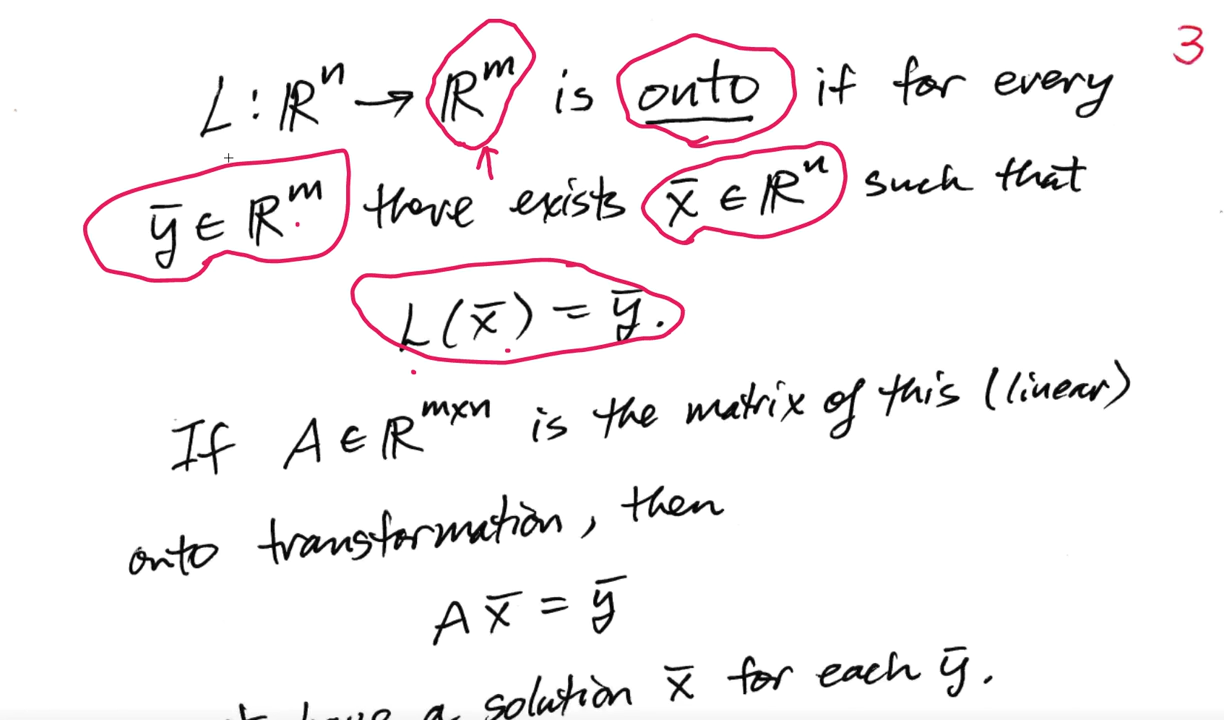 3
L : ℝⁿ → ℝᵐ is onto if for every
ȳ ∈ ℝᵐ there exists x̄ ∈ ℝⁿ such that
L(x̄) = ȳ.
If A ∈ ℝᵐˣⁿ is the matrix of this (linear)
onto transformation, then
A x̄ = ȳ
a solution x̄ for each ȳ.